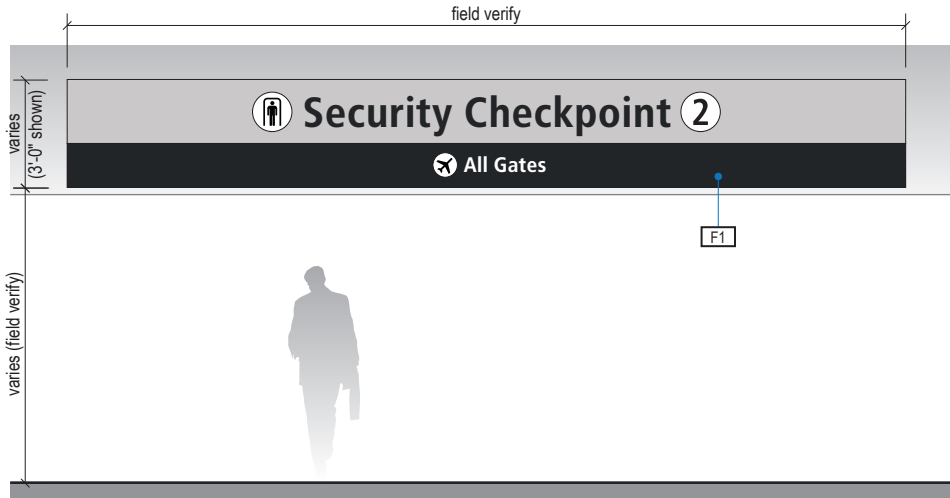 field verify
varies
(3'-0" shown)
Security Checkpoint 2
All Gates
F1
varies (field verify)